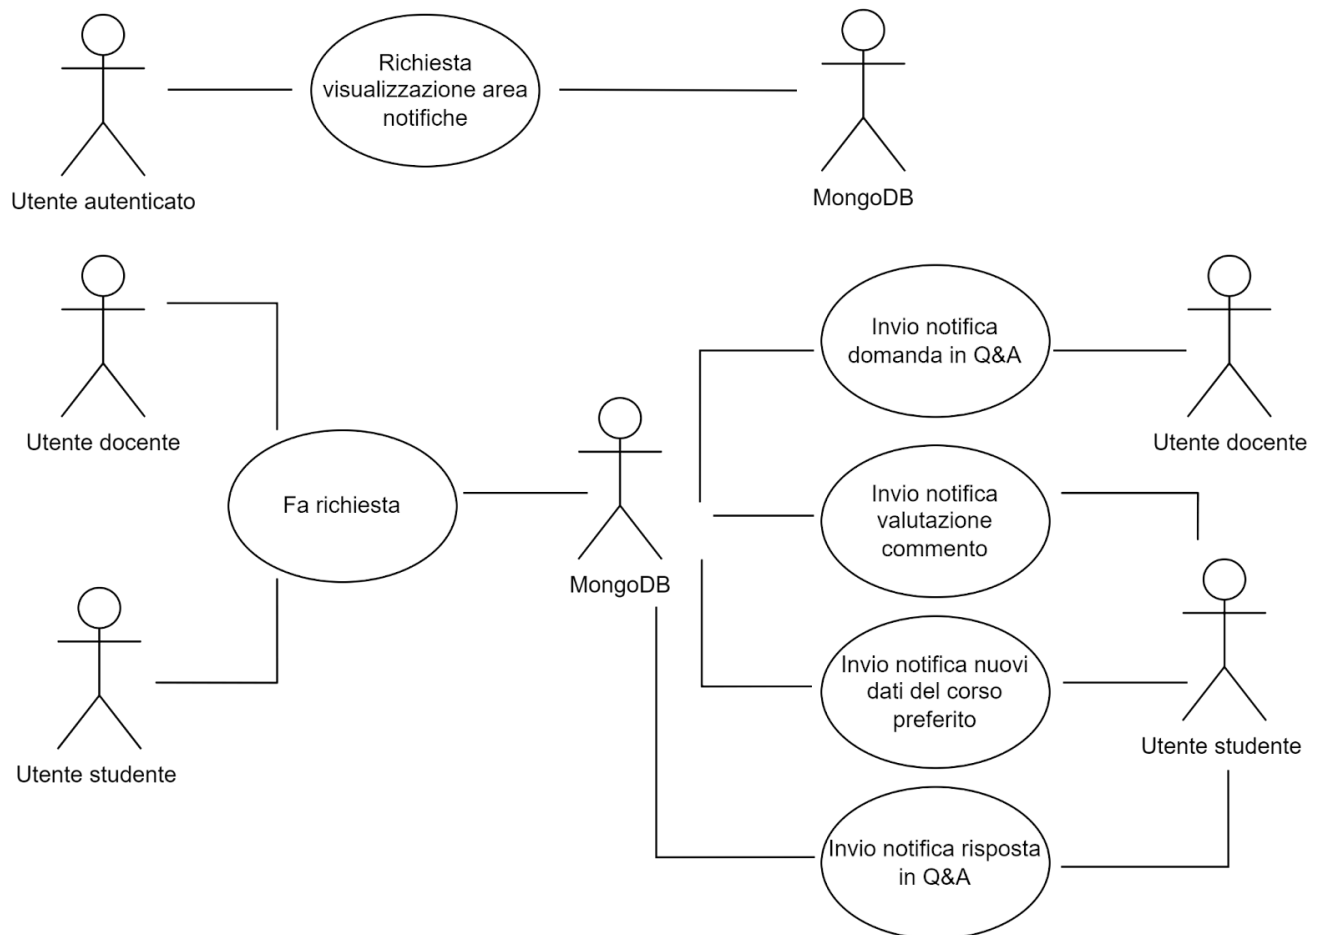 Richiesta
visualizzazione area
notifiche
Utente autenticato
MongoDB
Utente docente
Fa richiesta
Utente studente
MongoDB
Invio notifica
domanda in Q&A
Utente docente
Invio notifica
valutazione
commento
Invio notifica nuovi
dati del corso
preferito
Utente studente
Invio notifica risposta
in Q&A